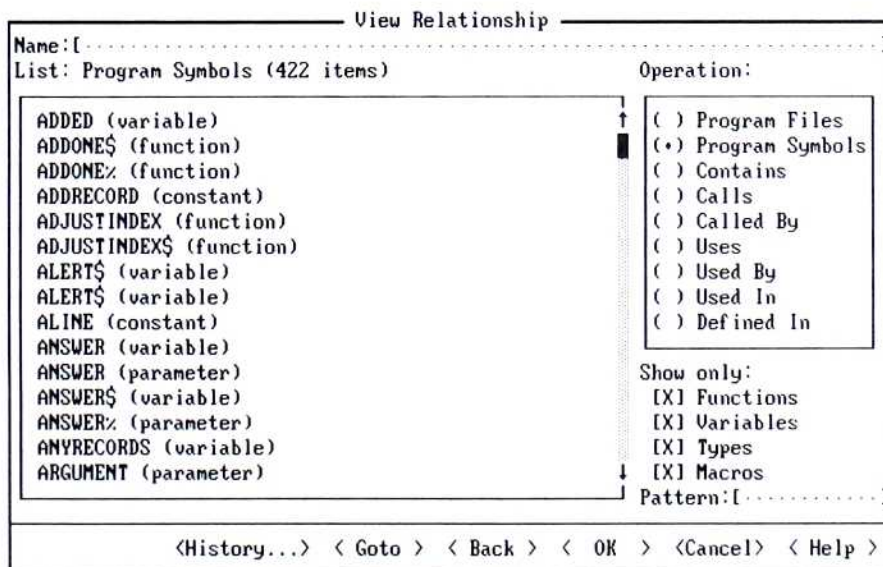 View Relationship
Name:[
List: Program Symbols (422 items)
Operation:
ADDED (variable)
ADDONE$ (function)
ADDONE% (function)
ADDRECORD (constant)
ADJUSTINDEX (function)
ADJUSTINDEX$ (function)
ALERT$ (variable)
ALERT$ (variable)
ALINE (constant)
ANSWER (variable)
ANSWER (parameter)
ANSWER$ (variable)
ANSWER% (parameter)
ANYRECORDS (variable)
ARGUMENT (parameter)
( ) Program Files
(•) Program Symbols
( ) Contains
( ) Calls
( ) Called By
( ) Uses
( ) Used By
( ) Used In
( ) Defined In
Show only:
[X] Functions
[X] Variables
[X] Types
[X] Macros
Pattern:[
<History...> < Goto > < Back > < OK > <Cancel> < Help >